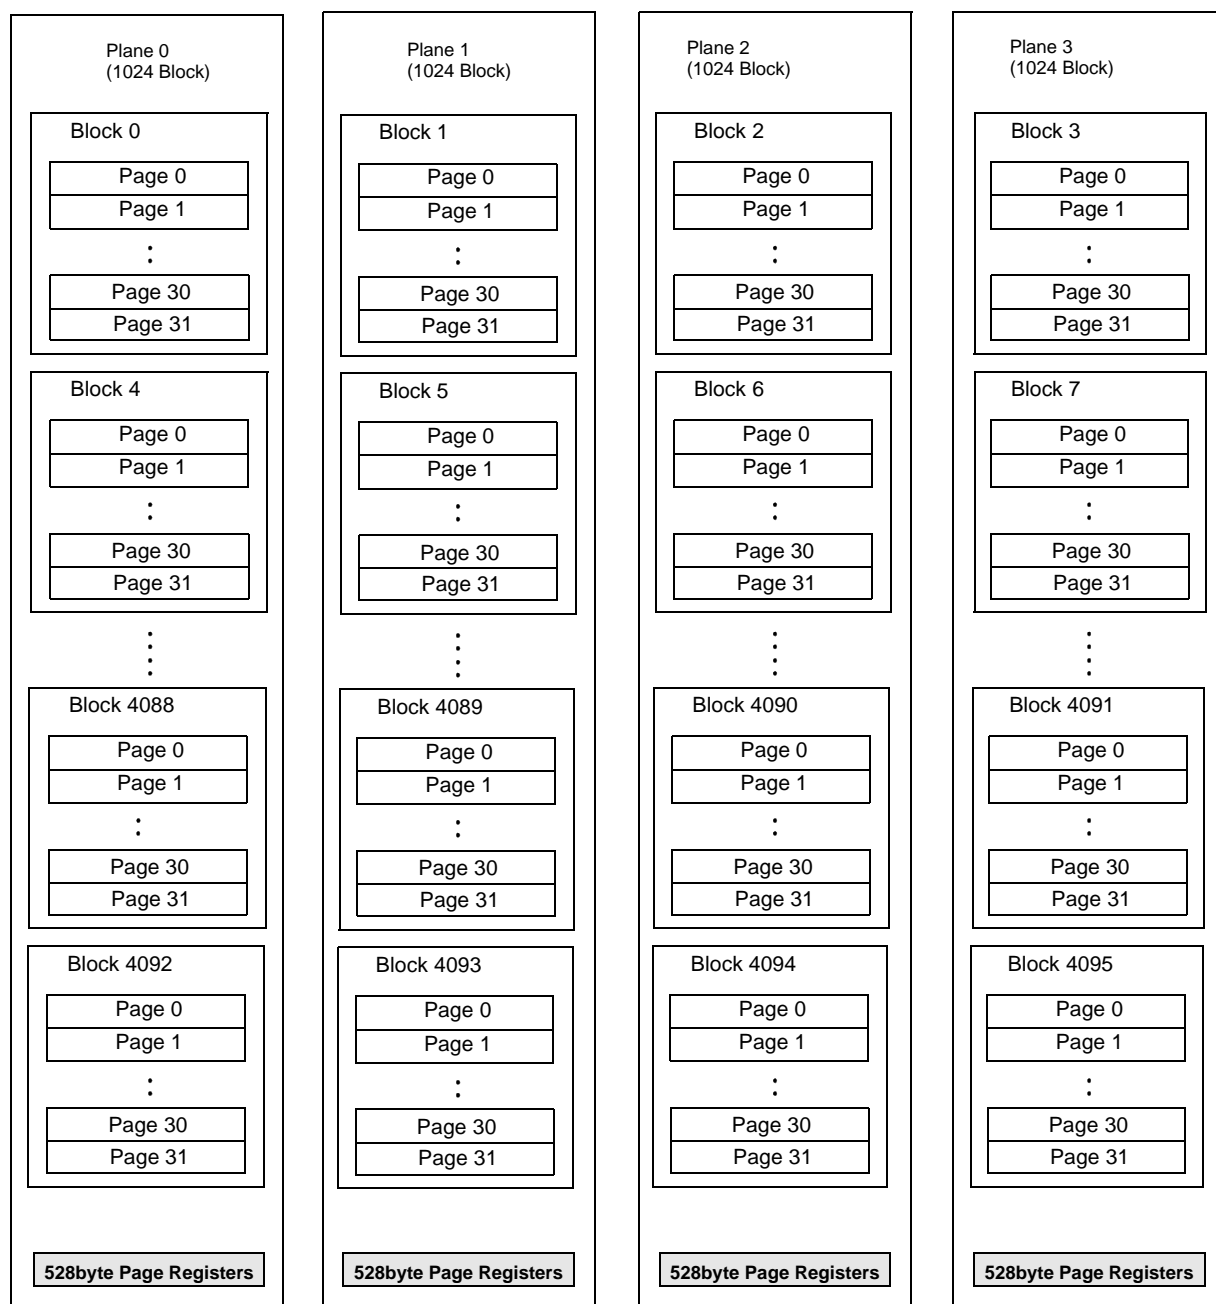 Plane 0
(1024 Block)
Block 0
Page 0
Page 1
Page 30
Page 31
Block 4
Page 0
Page 1
Page 30
Page 31
Block 4088
Page 0
Page 1
Page 30
Page 31
Block 4092
Page 0
Page 1
Page 30
Page 31
528byte Page Registers
Plane 1
(1024 Block)
Block 1
Page 0
Page 1
Page 30
Page 31
Block 5
Page 0
Page 1
Page 30
Page 31
Block 4089
Page 0
Page 1
Page 30
Page 31
Block 4093
Page 0
Page 1
Page 30
Page 31
528byte Page Registers
Plane 2
(1024 Block)
Block 2
Page 0
Page 1
Page 30
Page 31
Block 6
Page 0
Page 1
Page 30
Page 31
Block 4090
Page 0
Page 1
Page 30
Page 31
Block 4094
Page 0
Page 1
Page 30
Page 31
528byte Page Registers
Plane 3
(1024 Block)
Block 3
Page 0
Page 1
Page 30
Page 31
Block 7
Page 0
Page 1
Page 30
Page 31
Block 4091
Page 0
Page 1
Page 30
Page 31
Block 4095
Page 0
Page 1
Page 30
Page 31
528byte Page Registers